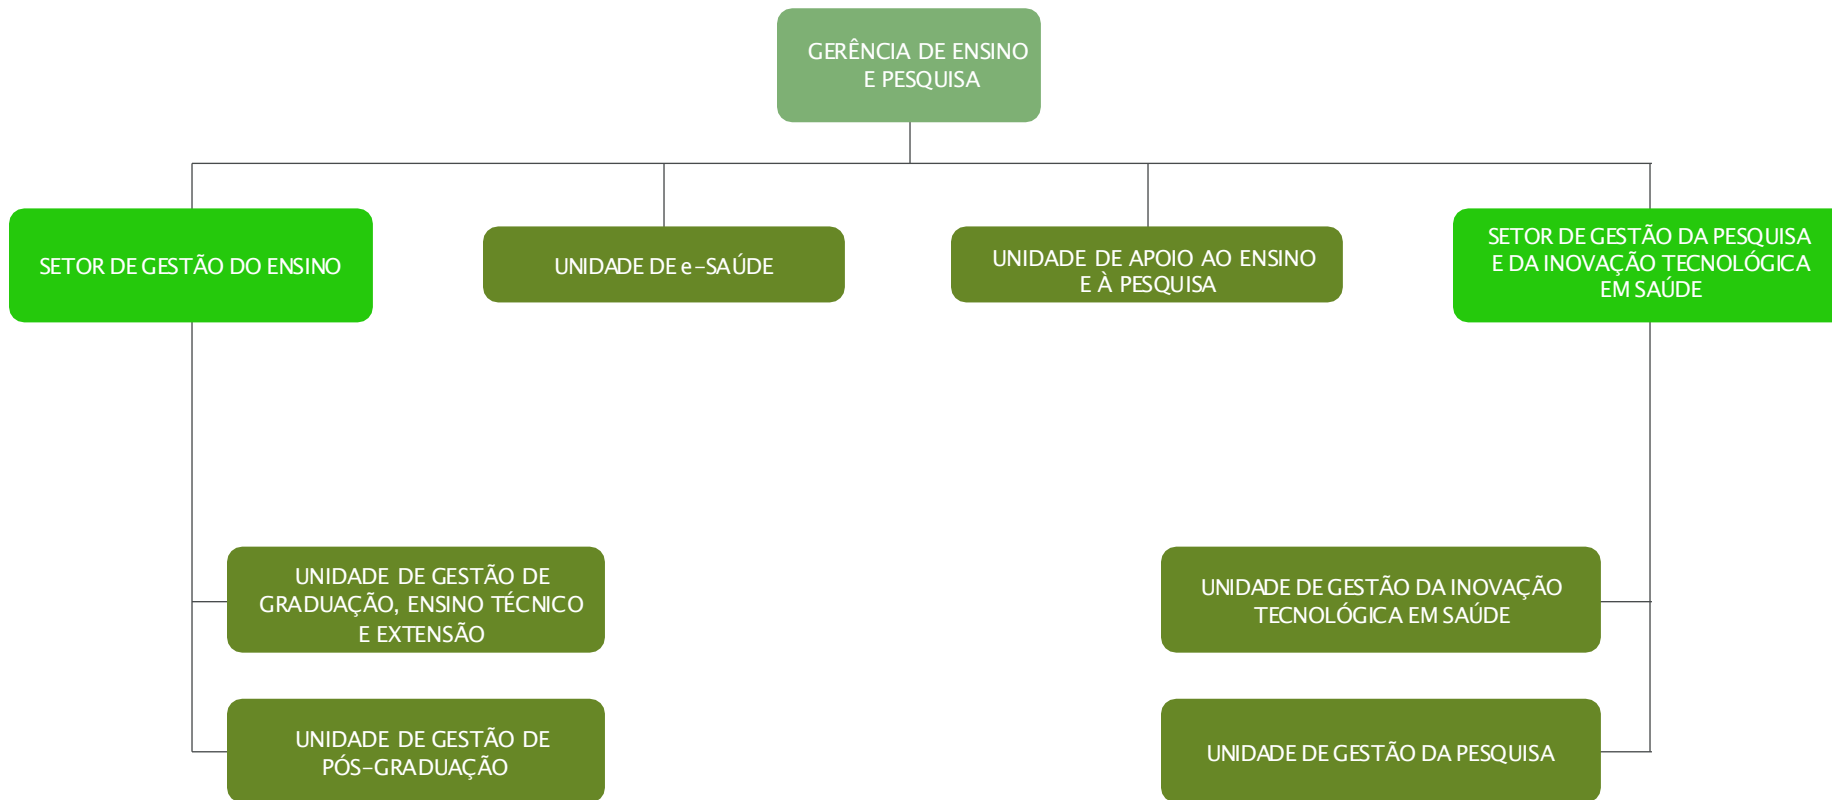 GERÊNCIA DE ENSINO
E PESQUISA
SETOR DE GESTÃO DO ENSINO
UNIDADE DE e-SAÚDE
UNIDADE DE APOIO AO ENSINO
E À PESQUISA
SETOR DE GESTÃO DA PESQUISA
E DA INOVAÇÃO TECNOLÓGICA
EM SAÚDE
UNIDADE DE GESTÃO DE
GRADUAÇÃO, ENSINO TÉCNICO
E EXTENSÃO
UNIDADE DE GESTÃO DA INOVAÇÃO
TECNOLÓGICA EM SAÚDE
UNIDADE DE GESTÃO DE
PÓS-GRADUAÇÃO
UNIDADE DE GESTÃO DA PESQUISA